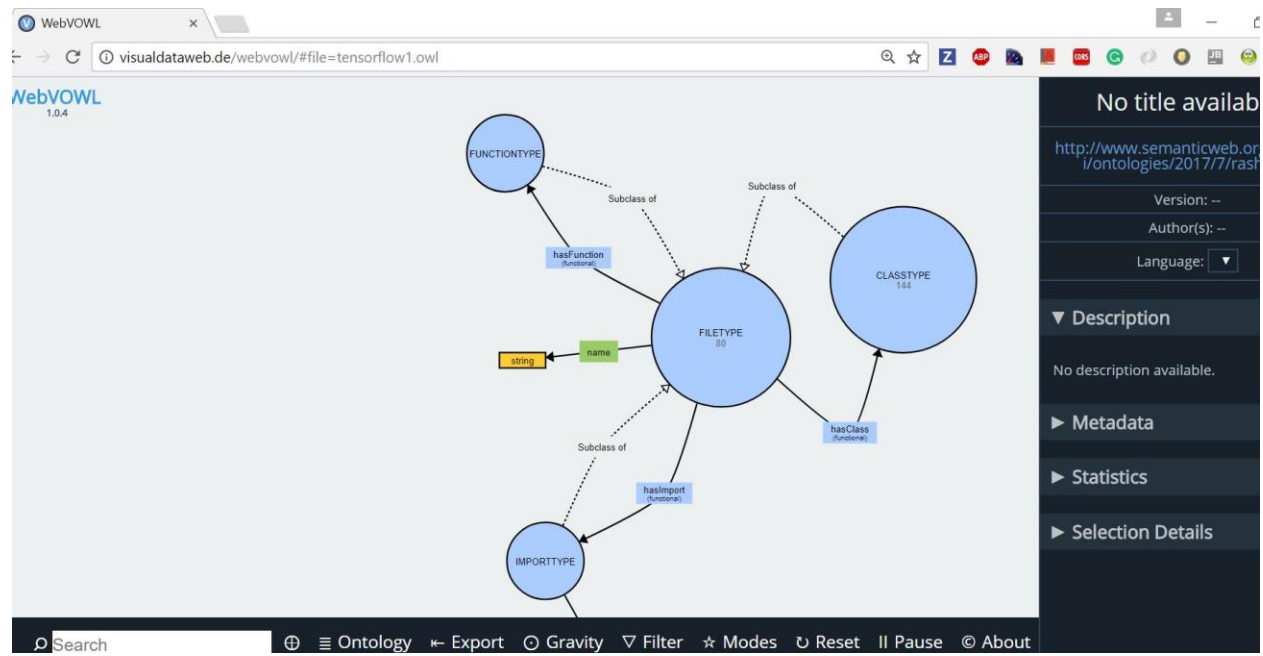 WebVOWL
visualdataweb.de/webvowl/#file=tensorflow1.owl
Z ABP CORS G JB
WebVOWL
1.0.4
FUNCTIONTYPE
Subclass of
Subclass of
hasFunction
(functional)
CLASSTYPE
144
FILETYPE
80
name
string
hasClass
(functional)
Subclass of
hasImport
(functional)
IMPORTTYPE
No title availab
http://www.semanticweb.or
i/ontologies/2017/7/rash
Version: --
Author(s): --
Language:
Description
No description available.
Metadata
Statistics
Selection Details
Search Ontology Export Gravity Filter Modes Reset Pause © About